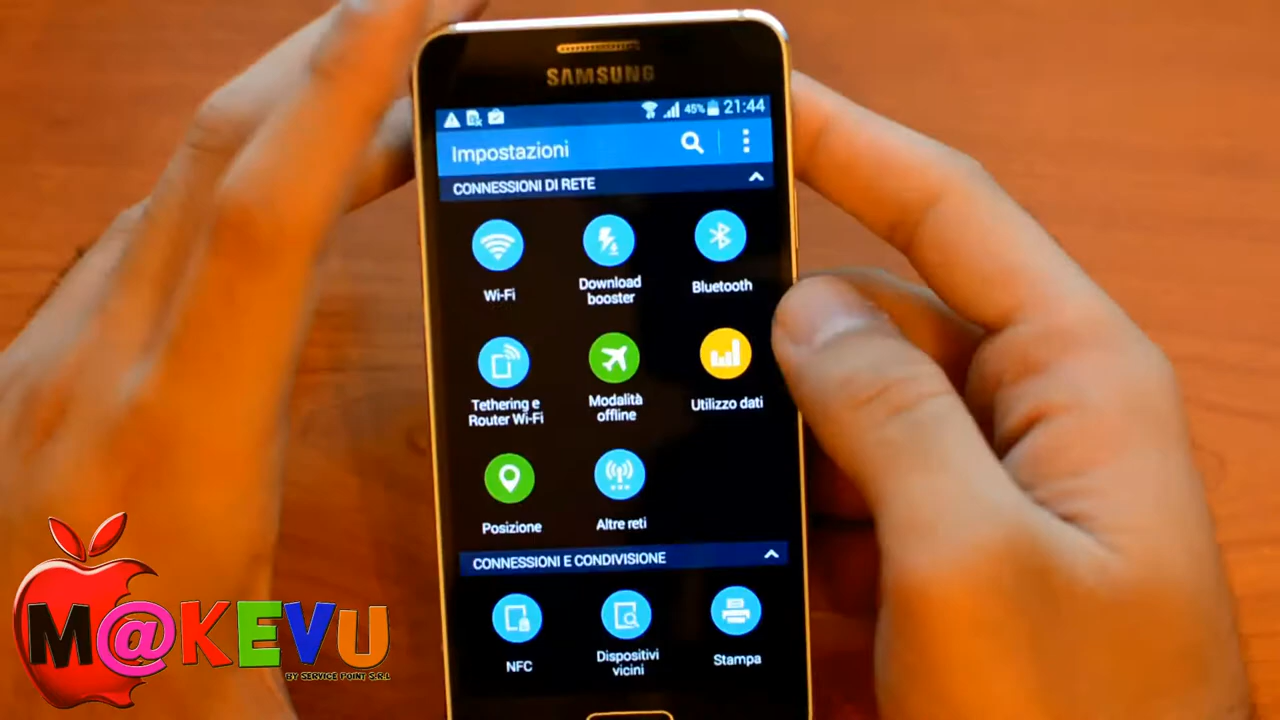 SAMSUNG
45% 21:44
Impostazioni
CONNESSIONI DI RETE
Wi-Fi
Download
booster
Bluetooth
Tethering e
Router Wi-Fi
Modalità
offline
Utilizzo dati
Posizione
Altre reti
CONNESSIONI E CONDIVISIONE
NFC
Dispositivi
vicini
Stampa
M@KEVU
BY SERVICE POINT S.R.L